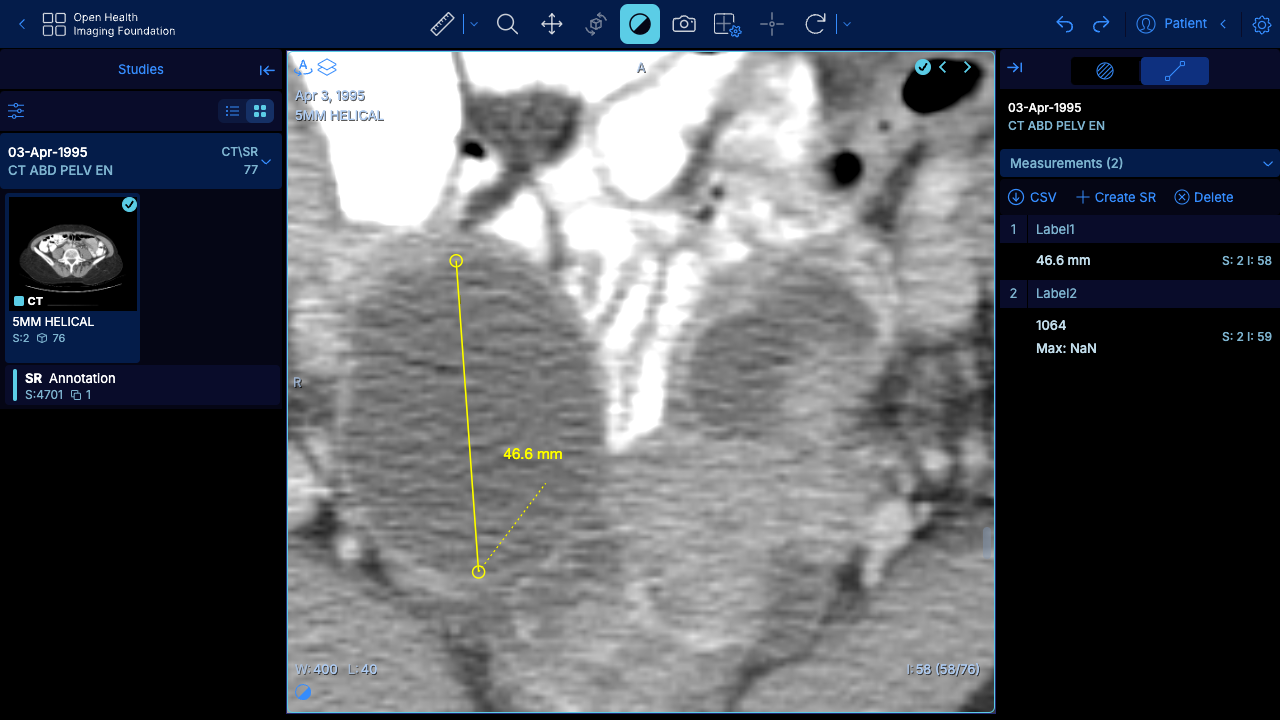 Open Health
Imaging Foundation
Patient
Studies
03-Apr-1995
CT\SR
CT ABD PELV EN
77
CT
5MM HELICAL
S:2 76
SR Annotation
S:4701 1
A
Apr 3, 1995
5MM HELICAL
A
R
46.6 mm
W: 400 L: 40
I: 58 (58/76)
03-Apr-1995
CT ABD PELV EN
Measurements (2)
CSV
Create SR
Delete
1 Label1
46.6 mm
S: 2 I: 58
2 Label2
1064
Max: NaN
S: 2 I: 59